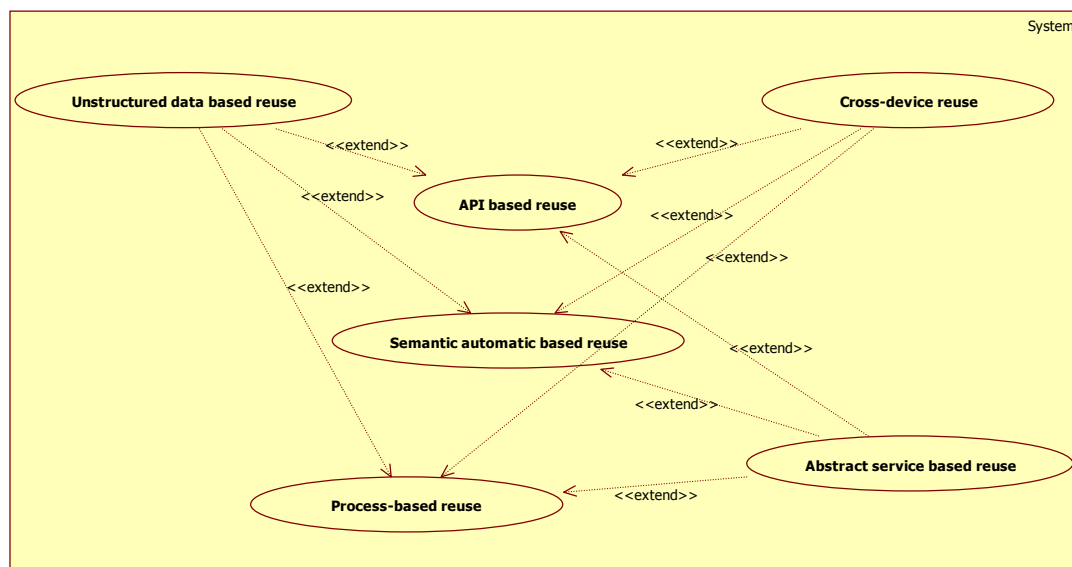 System
Unstructured data based reuse
Cross-device reuse
<<extend>>
<<extend>>
<<extend>>
API based reuse
<<extend>>
<<extend>>
<<extend>>
Semantic automatic based reuse
<<extend>>
<<extend>>
Abstract service based reuse
<<extend>>
Process-based reuse